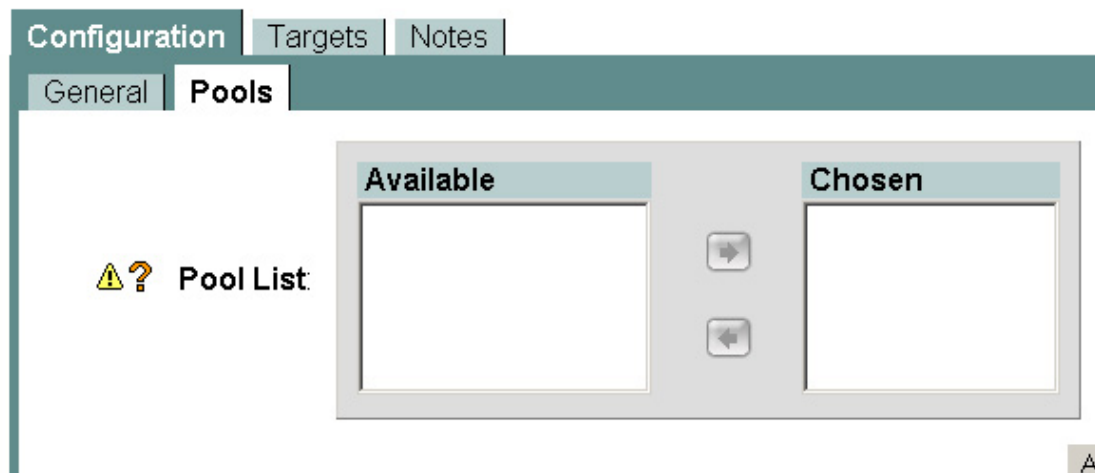 Configuration Targets Notes
General Pools
Available Chosen
Pool List: